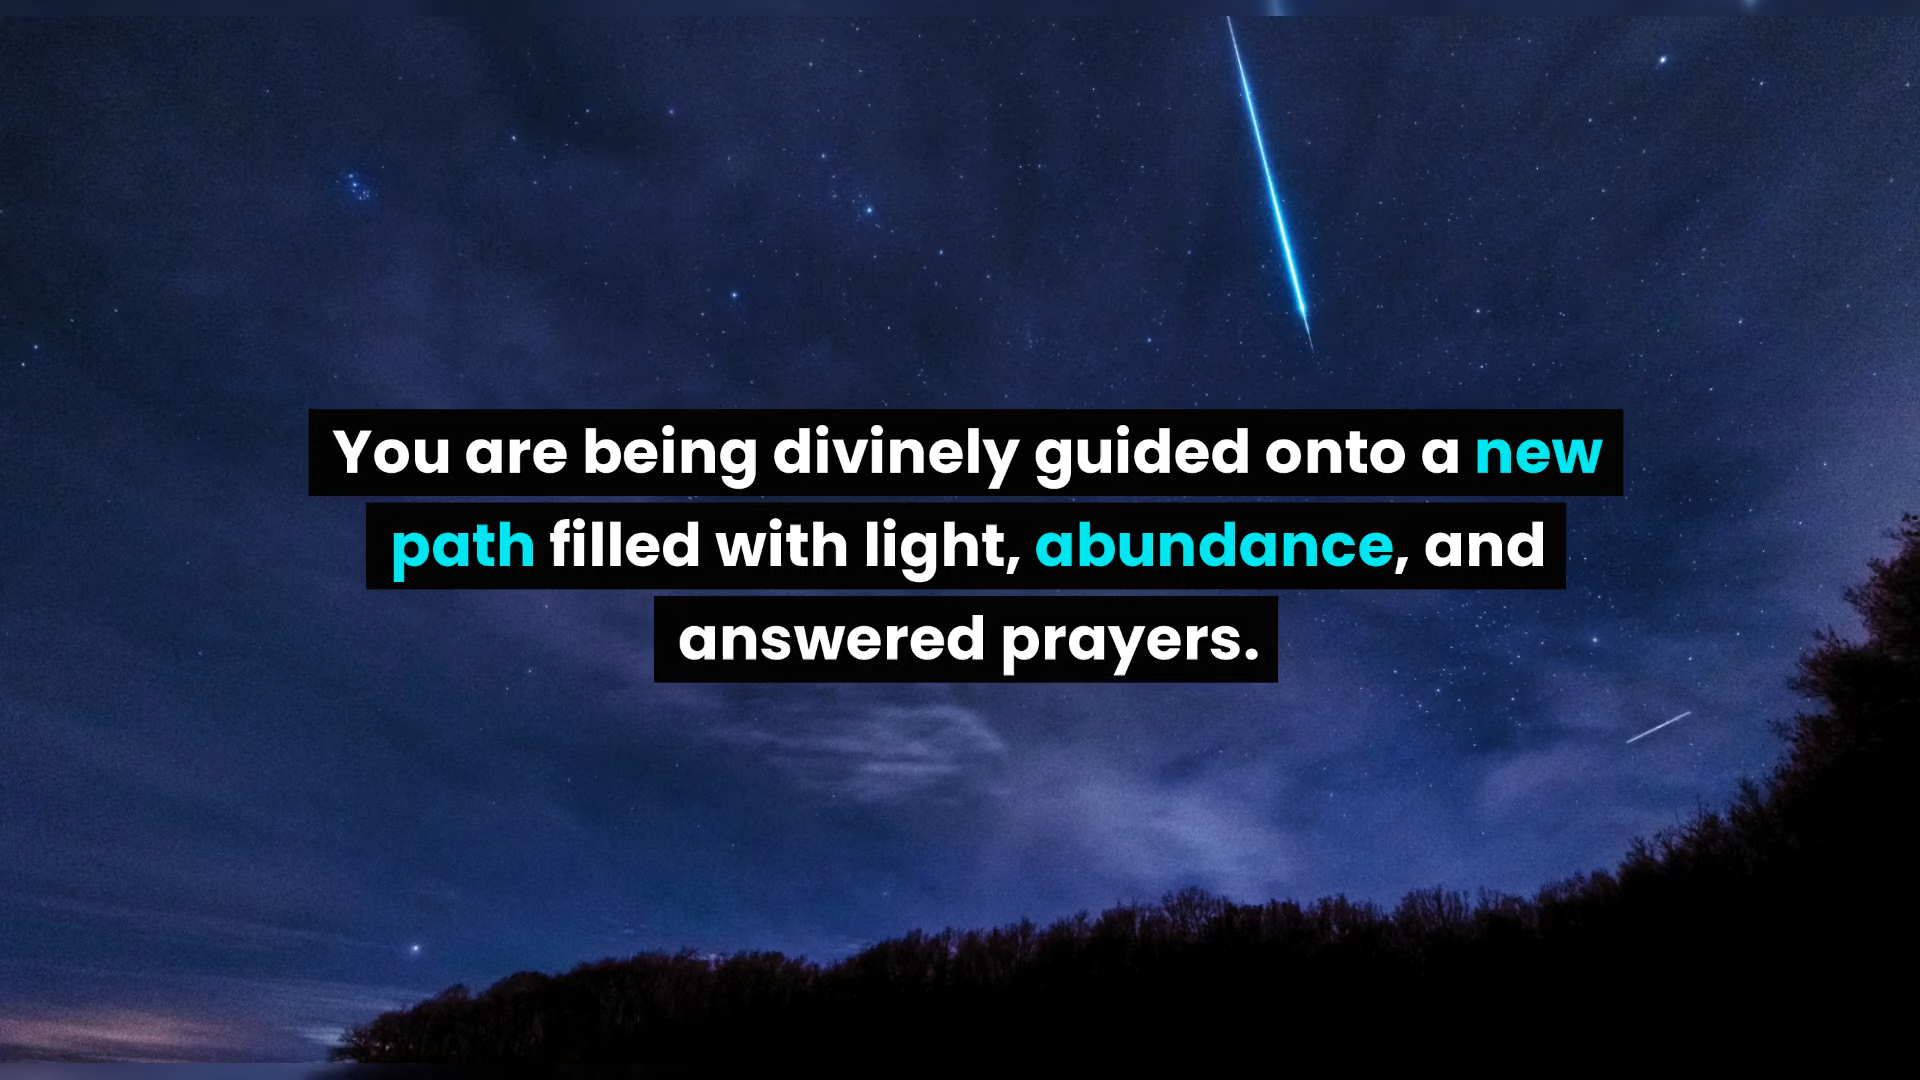 You are being divinely guided onto a new
path filled with light, abundance, and
answered prayers.